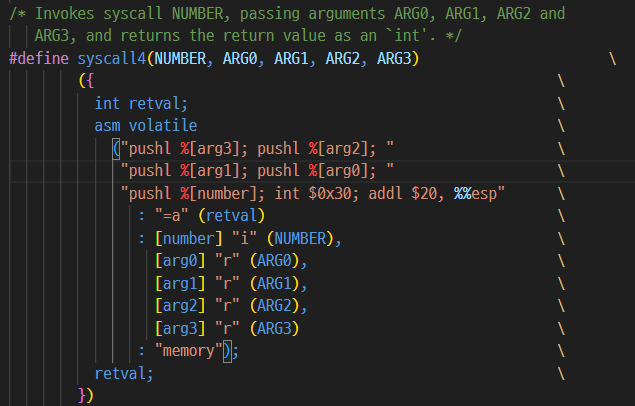 /* Invokes syscall NUMBER, passing arguments ARG0, ARG1, ARG2 and
   ARG3, and returns the return value as an `int'. */
#define syscall4(NUMBER, ARG0, ARG1, ARG2, ARG3)                       \
        ({                                                      \
          int retval;                                           \
          asm volatile                                          \
            ("pushl %[arg3]; pushl %[arg2]; "                   \
             "pushl %[arg1]; pushl %[arg0]; "                   \
             "pushl %[number]; int $0x30; addl $20, %%esp"      \
               : "=a" (retval)                                  \
               : [number] "i" (NUMBER),                         \
                 [arg0] "r" (ARG0),                             \
                 [arg1] "r" (ARG1),                             \
                 [arg2] "r" (ARG2),                             \
                 [arg3] "r" (ARG3)                              \
               : "memory");                                     \
          retval;                                               \
        })